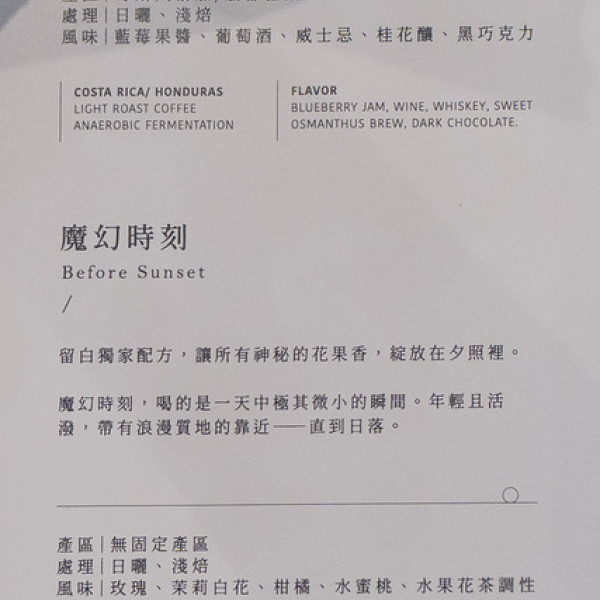 處理|日曬、淺焙
風味|藍莓果醬、葡萄酒、威士忌、桂花釀、黑巧克力
COSTA RICA/ HONDURAS
LIGHT ROAST COFFEE
ANAEROBIC FERMENTATION
FLAVOR
BLUEBERRY JAM, WINE, WHISKEY, SWEET
OSMANTHUS BREW, DARK CHOCOLATE.
魔幻時刻
Before Sunset
/
留白獨家配方，讓所有神秘的花果香，綻放在夕照裡。
魔幻時刻，喝的是一天中極其微小的瞬間。年輕且活
潑，帶有浪漫質地的靠近——直到日落。
產區|無固定產區
處理|日曬、淺焙
風味|玫瑰、茉莉白花、柑橘、水蜜桃、水果花茶調性